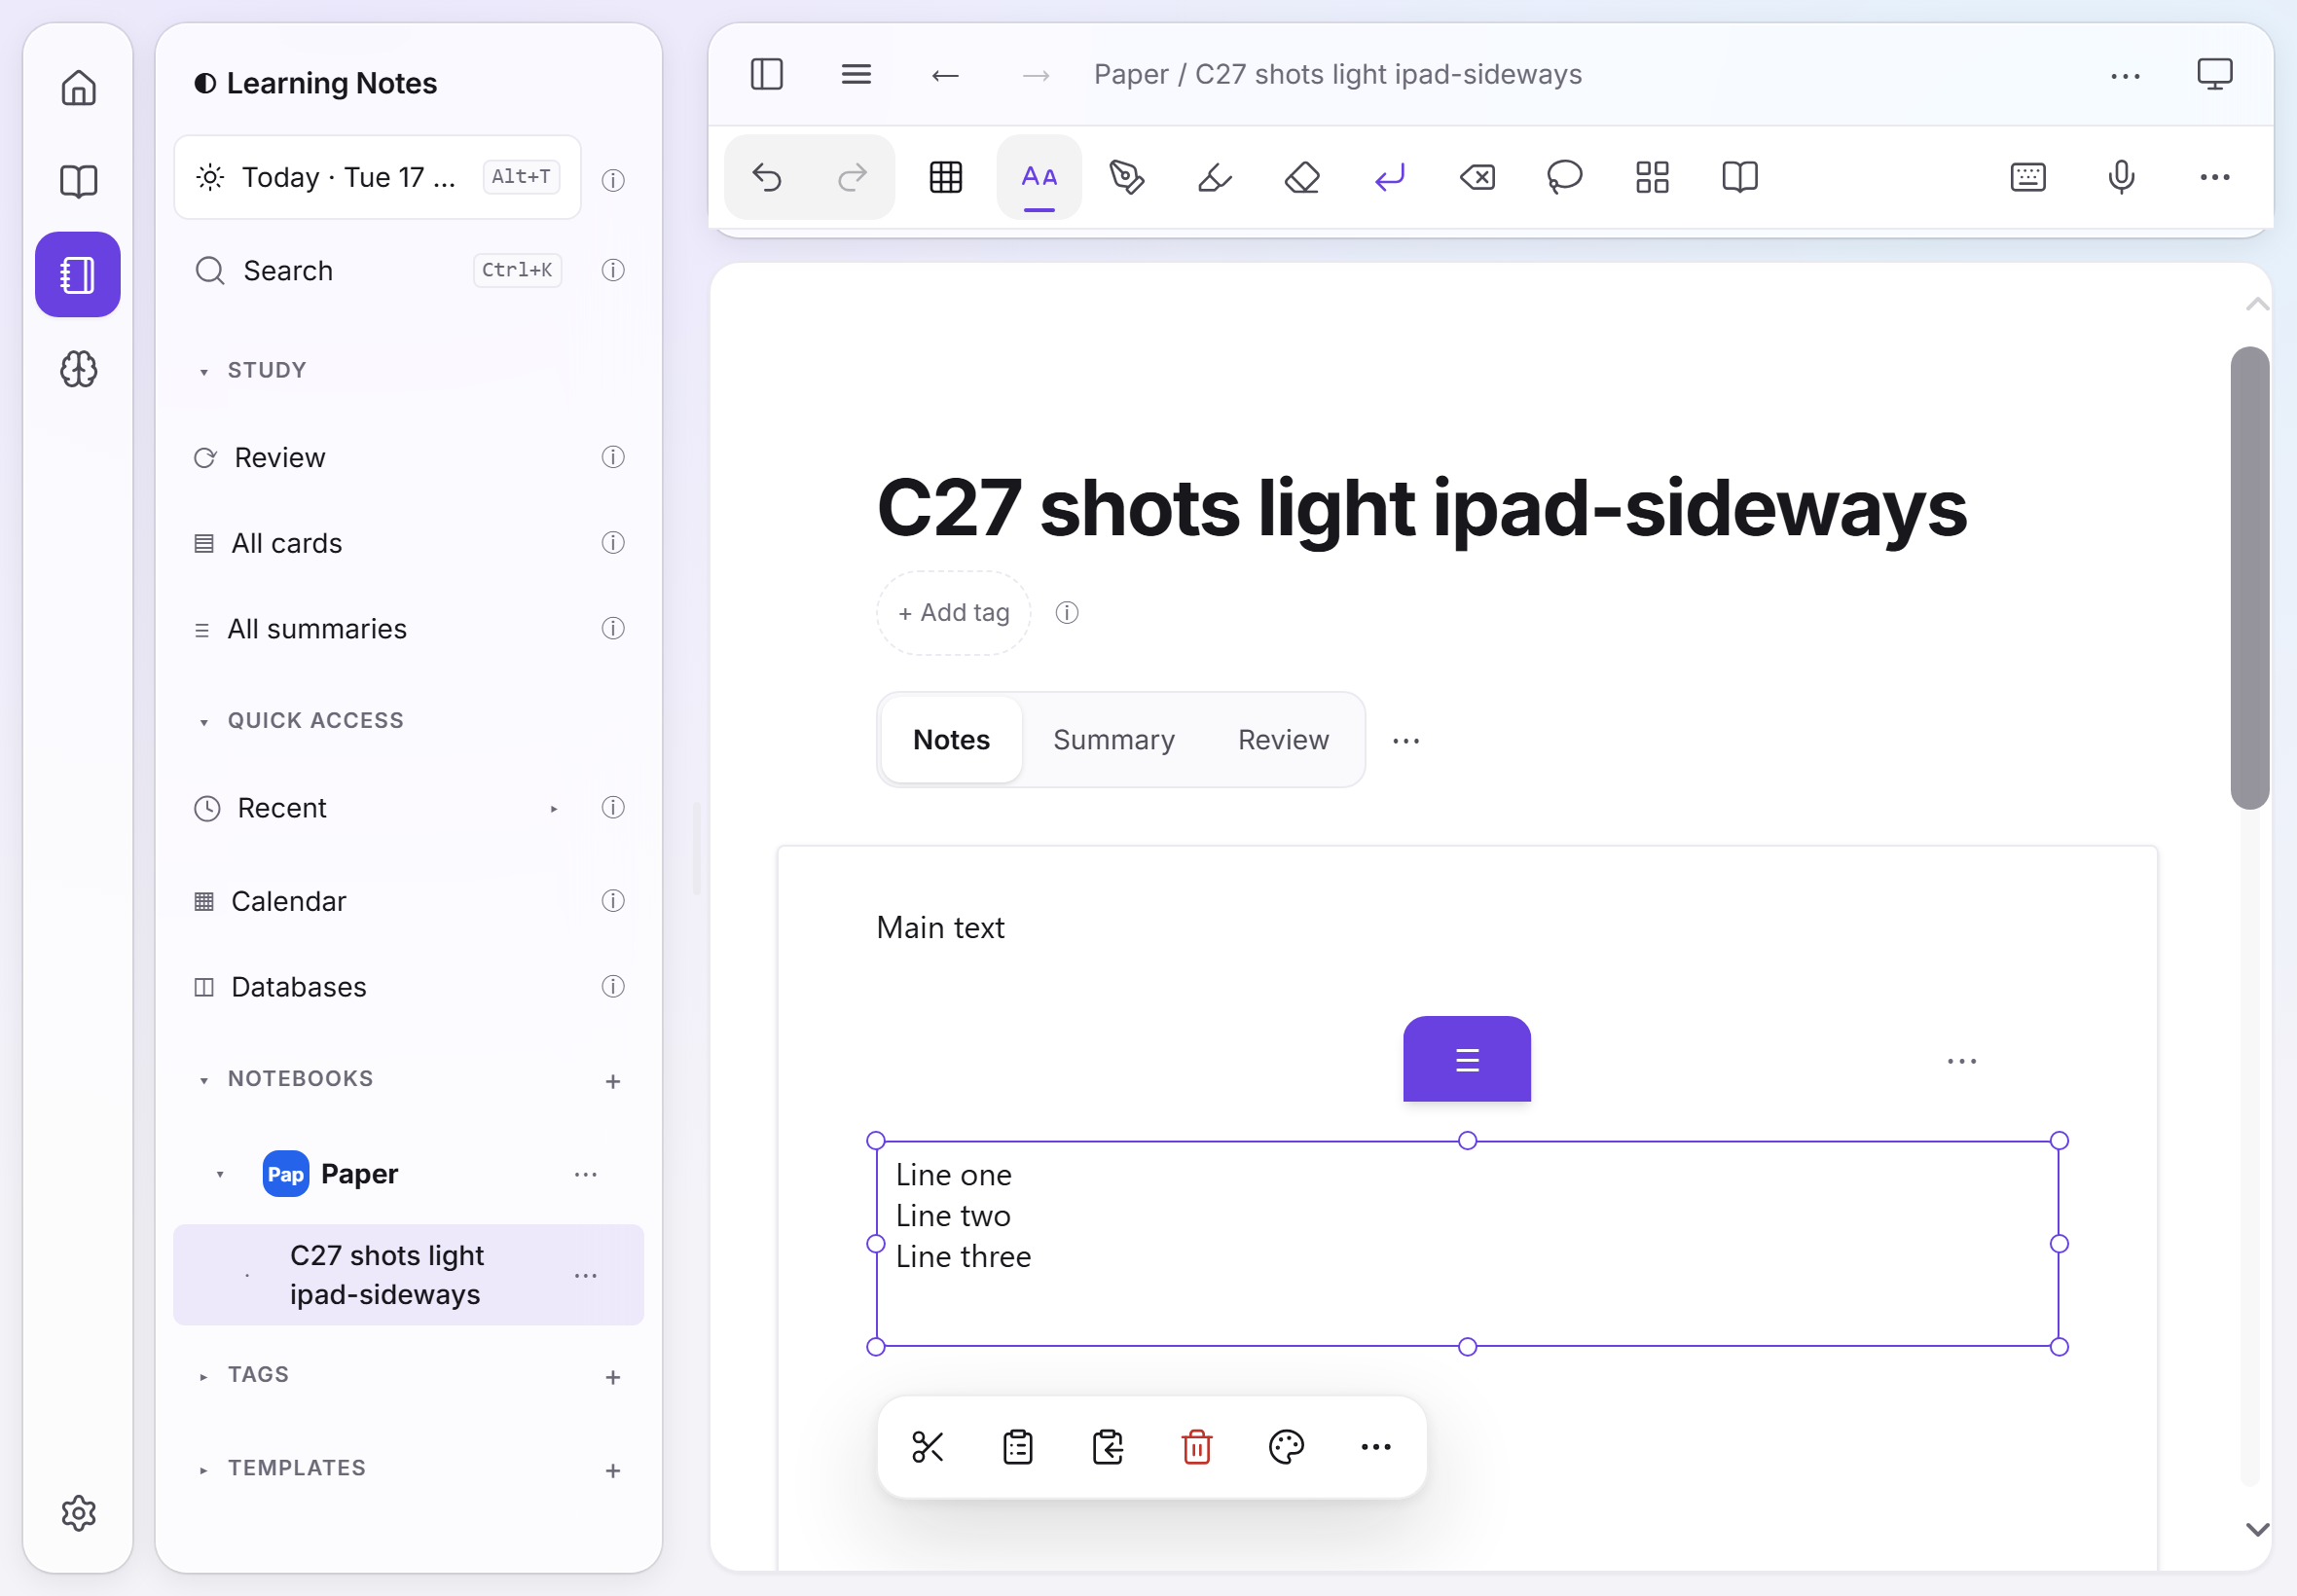 Learning Notes
Today · Tue 17 ... Alt+T
Search Ctrl+K
STUDY
Review
All cards
All summaries
QUICK ACCESS
Recent
Calendar
Databases
NOTEBOOKS
Pap Paper
C27 shots light
ipad-sideways
TAGS
TEMPLATES
Paper / C27 shots light ipad-sideways
C27 shots light ipad-sideways
+ Add tag
Notes Summary Review
Main text
Line one
Line two
Line three